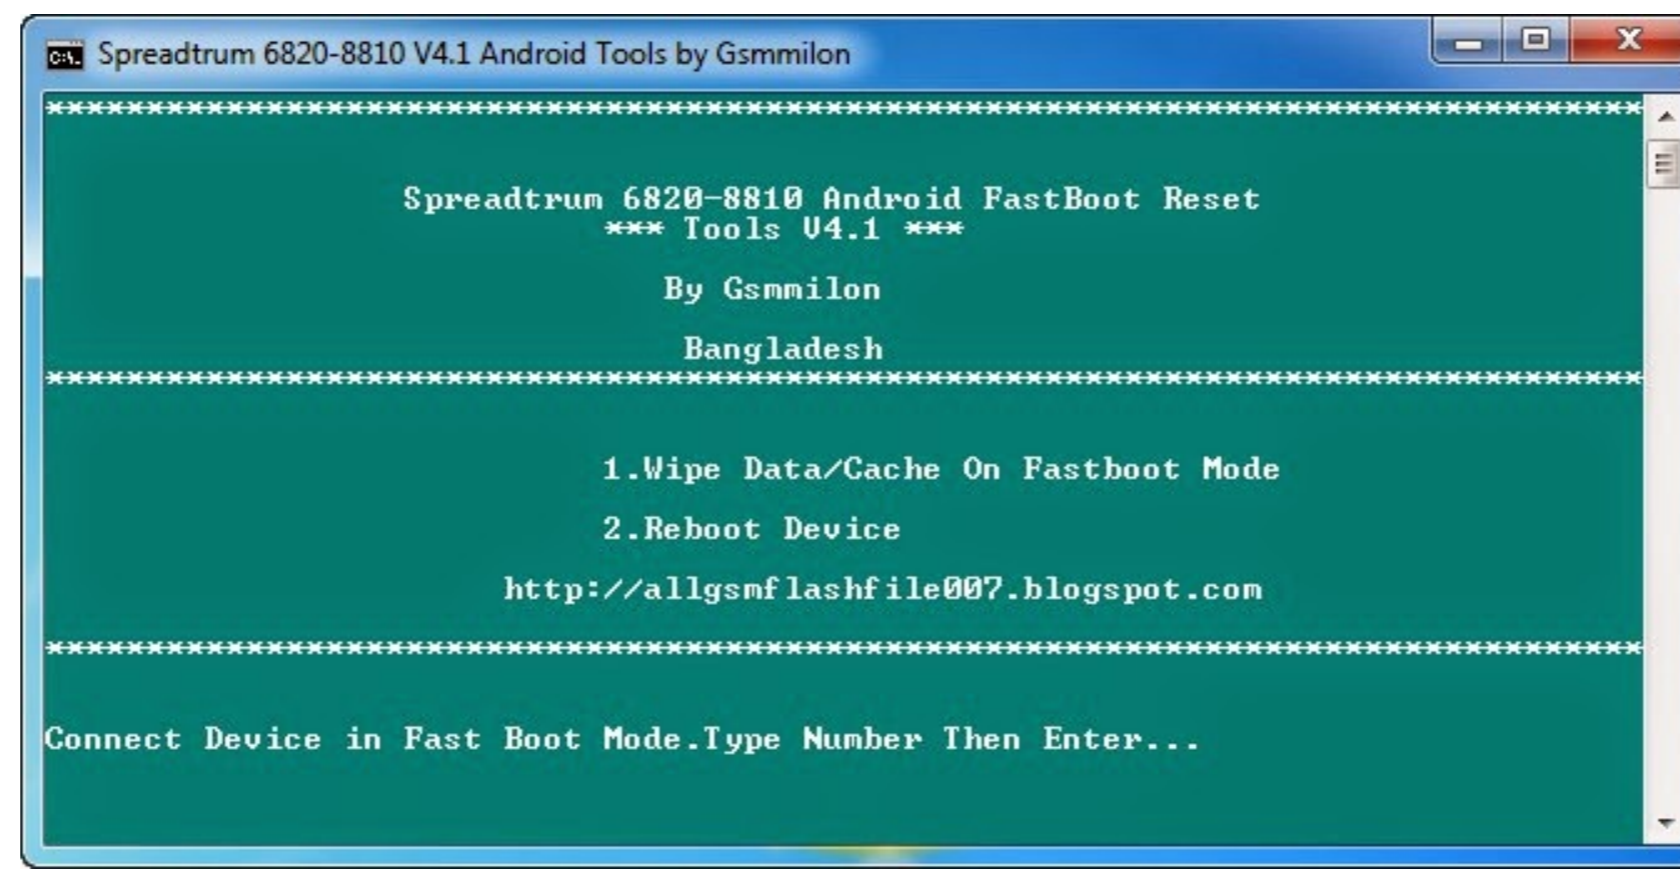 Spreadtrum 6820-8810 V4.1 Android Tools by Gsmmilon
********************************************************************************
Spreadtrum 6820-8810 Android FastBoot Reset
*** Tools V4.1 ***
By Gsmmilon
Bangladesh
********************************************************************************
1.Wipe Data/Cache On Fastboot Mode
2.Reboot Device
http://allgsmflashfile007.blogspot.com
********************************************************************************
Connect Device in Fast Boot Mode.Type Number Then Enter...